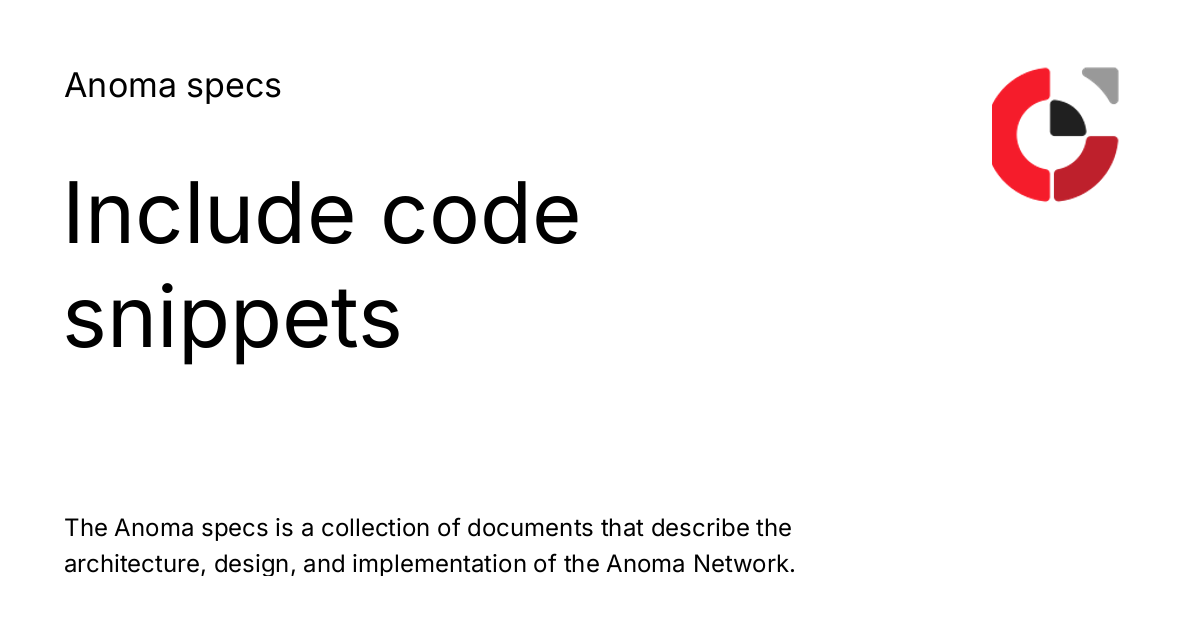 Anoma specs
Include code
snippets
The Anoma specs is a collection of documents that describe the
architecture, design, and implementation of the Anoma Network.